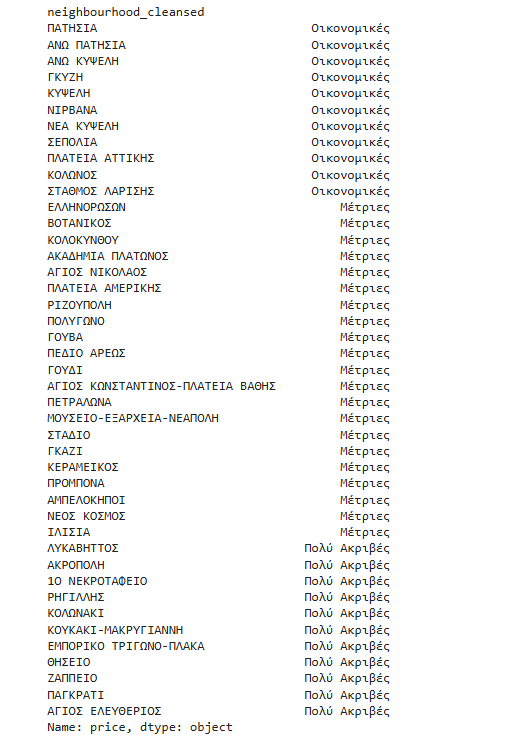 neighbourhood_cleansed
ΠΑΤΗΣΙΑ Οικονομικές
ΑΝΩ ΠΑΤΗΣΙΑ Οικονομικές
ΑΝΩ ΚΥΨΕΛΗ Οικονομικές
ΓΚΥΖΗ Οικονομικές
ΚΥΨΕΛΗ Οικονομικές
ΝΙΡΒΑΝΑ Οικονομικές
ΝΕΑ ΚΥΨΕΛΗ Οικονομικές
ΣΕΠΟΛΙΑ Οικονομικές
ΠΛΑΤΕΙΑ ΑΤΤΙΚΗΣ Οικονομικές
ΚΟΛΩΝΟΣ Οικονομικές
ΣΤΑΘΜΟΣ ΛΑΡΙΣΗΣ Οικονομικές
ΕΛΛΗΝΟΡΩΣΩΝ Μέτριες
ΒΟΤΑΝΙΚΟΣ Μέτριες
ΚΟΛΟΚΥΝΘΟΥ Μέτριες
ΑΚΑΔΗΜΙΑ ΠΛΑΤΩΝΟΣ Μέτριες
ΑΓΙΟΣ ΝΙΚΟΛΑΟΣ Μέτριες
ΠΛΑΤΕΙΑ ΑΜΕΡΙΚΗΣ Μέτριες
ΡΙΖΟΥΠΟΛΗ Μέτριες
ΠΟΛΥΓΩΝΟ Μέτριες
ΓΟΥΒΑ Μέτριες
ΠΕΔΙΟ ΑΡΕΩΣ Μέτριες
ΓΟΥΔΙ Μέτριες
ΑΓΙΟΣ ΚΩΝΣΤΑΝΤΙΝΟΣ-ΠΛΑΤΕΙΑ ΒΑΘΗΣ Μέτριες
ΠΕΤΡΑΛΩΝΑ Μέτριες
ΜΟΥΣΕΙΟ-ΕΞΑΡΧΕΙΑ-ΝΕΑΠΟΛΗ Μέτριες
ΣΤΑΔΙΟ Μέτριες
ΓΚΑΖΙ Μέτριες
ΚΕΡΑΜΕΙΚΟΣ Μέτριες
ΠΡΟΜΠΟΝΑ Μέτριες
ΑΜΠΕΛΟΚΗΠΟΙ Μέτριες
ΝΕΟΣ ΚΟΣΜΟΣ Μέτριες
ΙΛΙΣΙΑ Μέτριες
ΛΥΚΑΒΗΤΤΟΣ Πολύ Ακριβές
ΑΚΡΟΠΟΛΗ Πολύ Ακριβές
1Ο ΝΕΚΡΟΤΑΦΕΙΟ Πολύ Ακριβές
ΡΗΓΙΛΛΗΣ Πολύ Ακριβές
ΚΟΛΩΝΑΚΙ Πολύ Ακριβές
ΚΟΥΚΑΚΙ-ΜΑΚΡΥΓΙΑΝΝΗ Πολύ Ακριβές
ΕΜΠΟΡΙΚΟ ΤΡΙΓΩΝΟ-ΠΛΑΚΑ Πολύ Ακριβές
ΘΗΣΕΙΟ Πολύ Ακριβές
ΖΑΠΠΕΙΟ Πολύ Ακριβές
ΠΑΓΚΡΑΤΙ Πολύ Ακριβές
ΑΓΙΟΣ ΕΛΕΥΘΕΡΙΟΣ Πολύ Ακριβές
Name: price, dtype: object